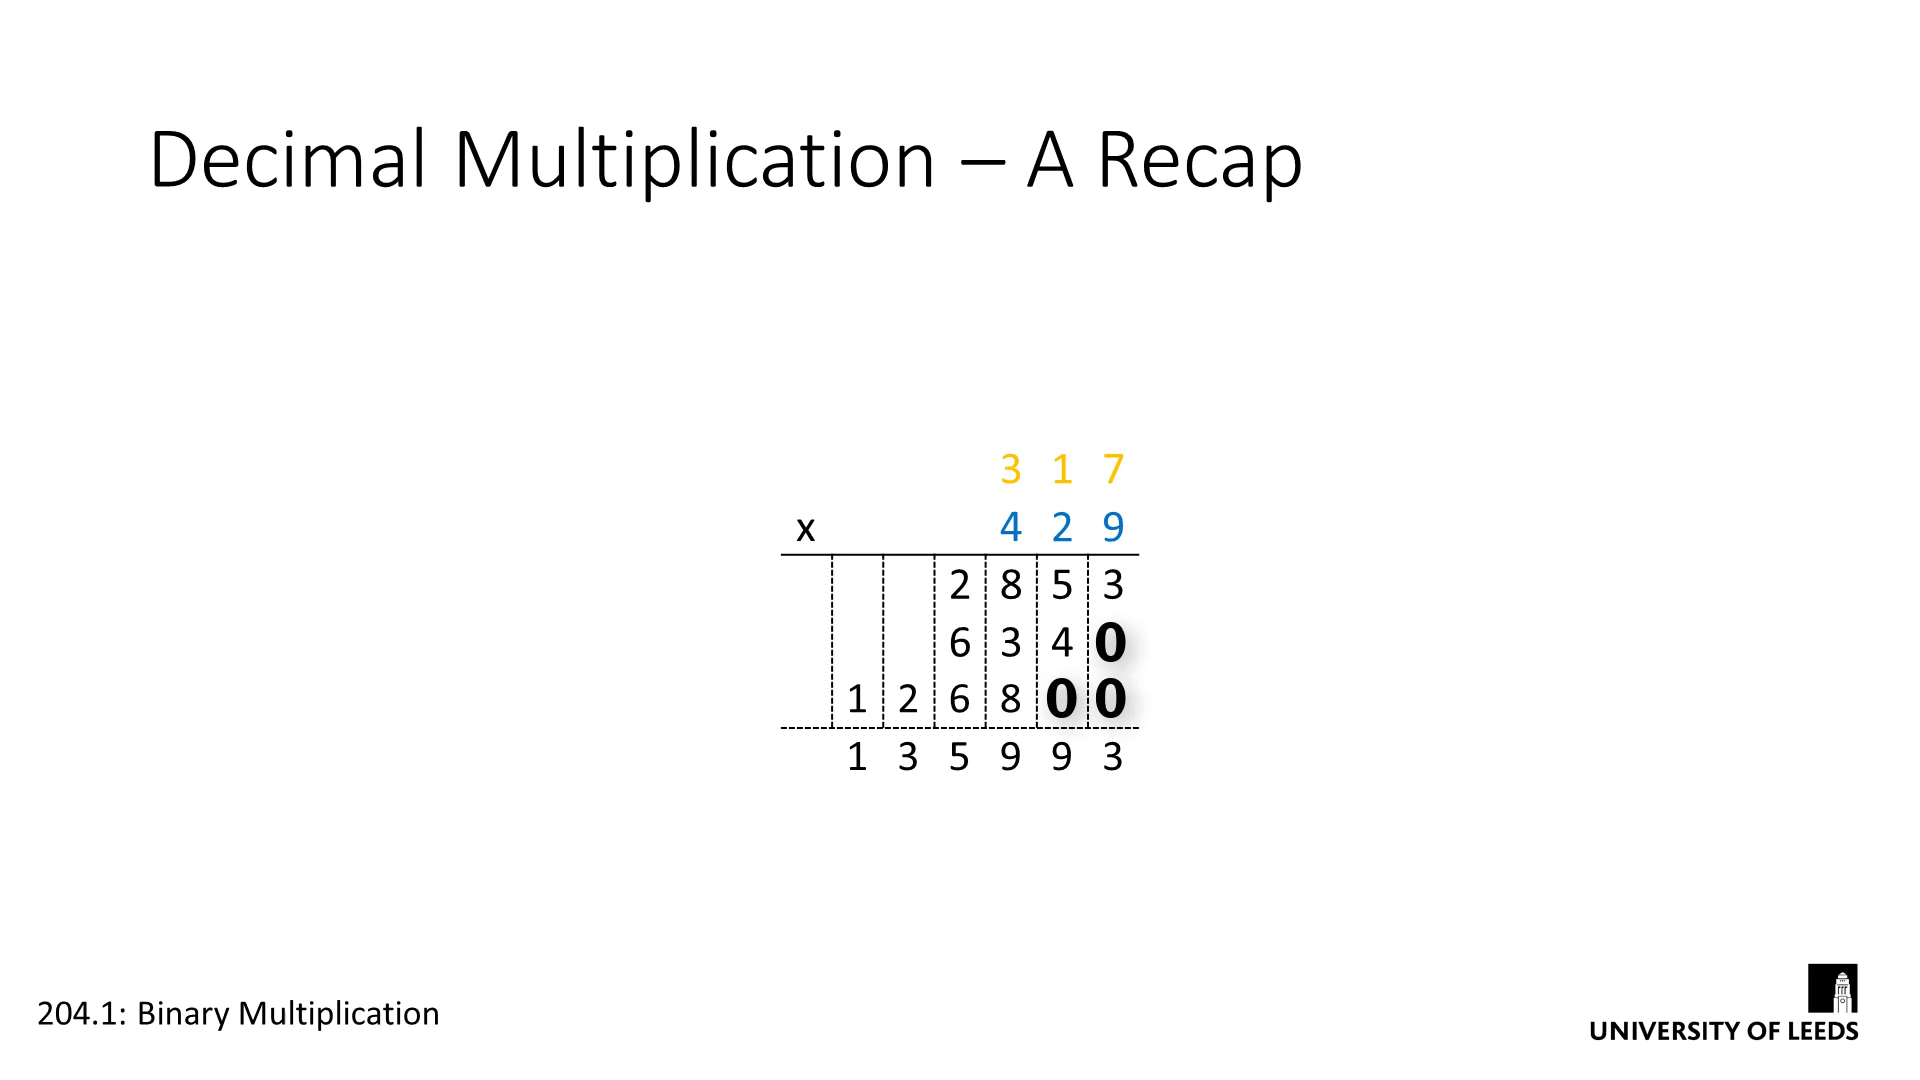 Decimal Multiplication – A Recap
3 1 7
x 4 2 9
2 8 5 3
6 3 4 0
1 2 6 8 0 0
1 3 5 9 9 3
204.1: Binary Multiplication
UNIVERSITY OF LEEDS